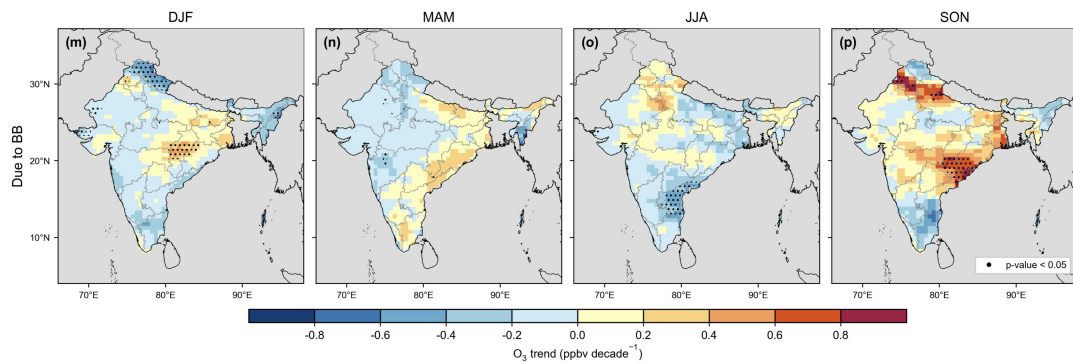 DJF MAM JJA SON
Due to BB
(m) (n) (o) (p)
30°N
20°N
10°N
p-value < 0.05
70°E 80°E 90°E 70°E 80°E 90°E 70°E 80°E 90°E 70°E 80°E 90°E
-0.8 -0.6 -0.4 -0.2 0.0 0.2 0.4 0.6 0.8
O₃ trend (ppbv decade⁻¹)